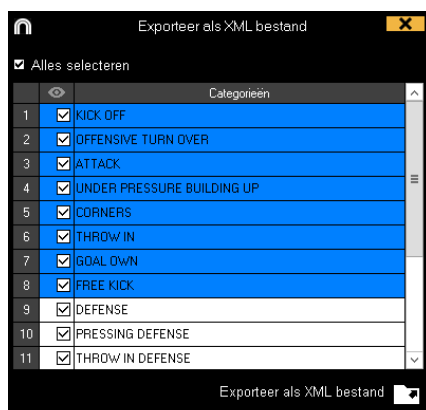 Exporteer als XML bestand
Alles selecteren
Categorieën
1 KICK OFF
2 OFFENSIVE TURN OVER
3 ATTACK
4 UNDER PRESSURE BUILDING UP
5 CORNERS
6 THROW IN
7 GOAL OWN
8 FREE KICK
9 DEFENSE
10 PRESSING DEFENSE
11 THROW IN DEFENSE
Exporteer als XML bestand